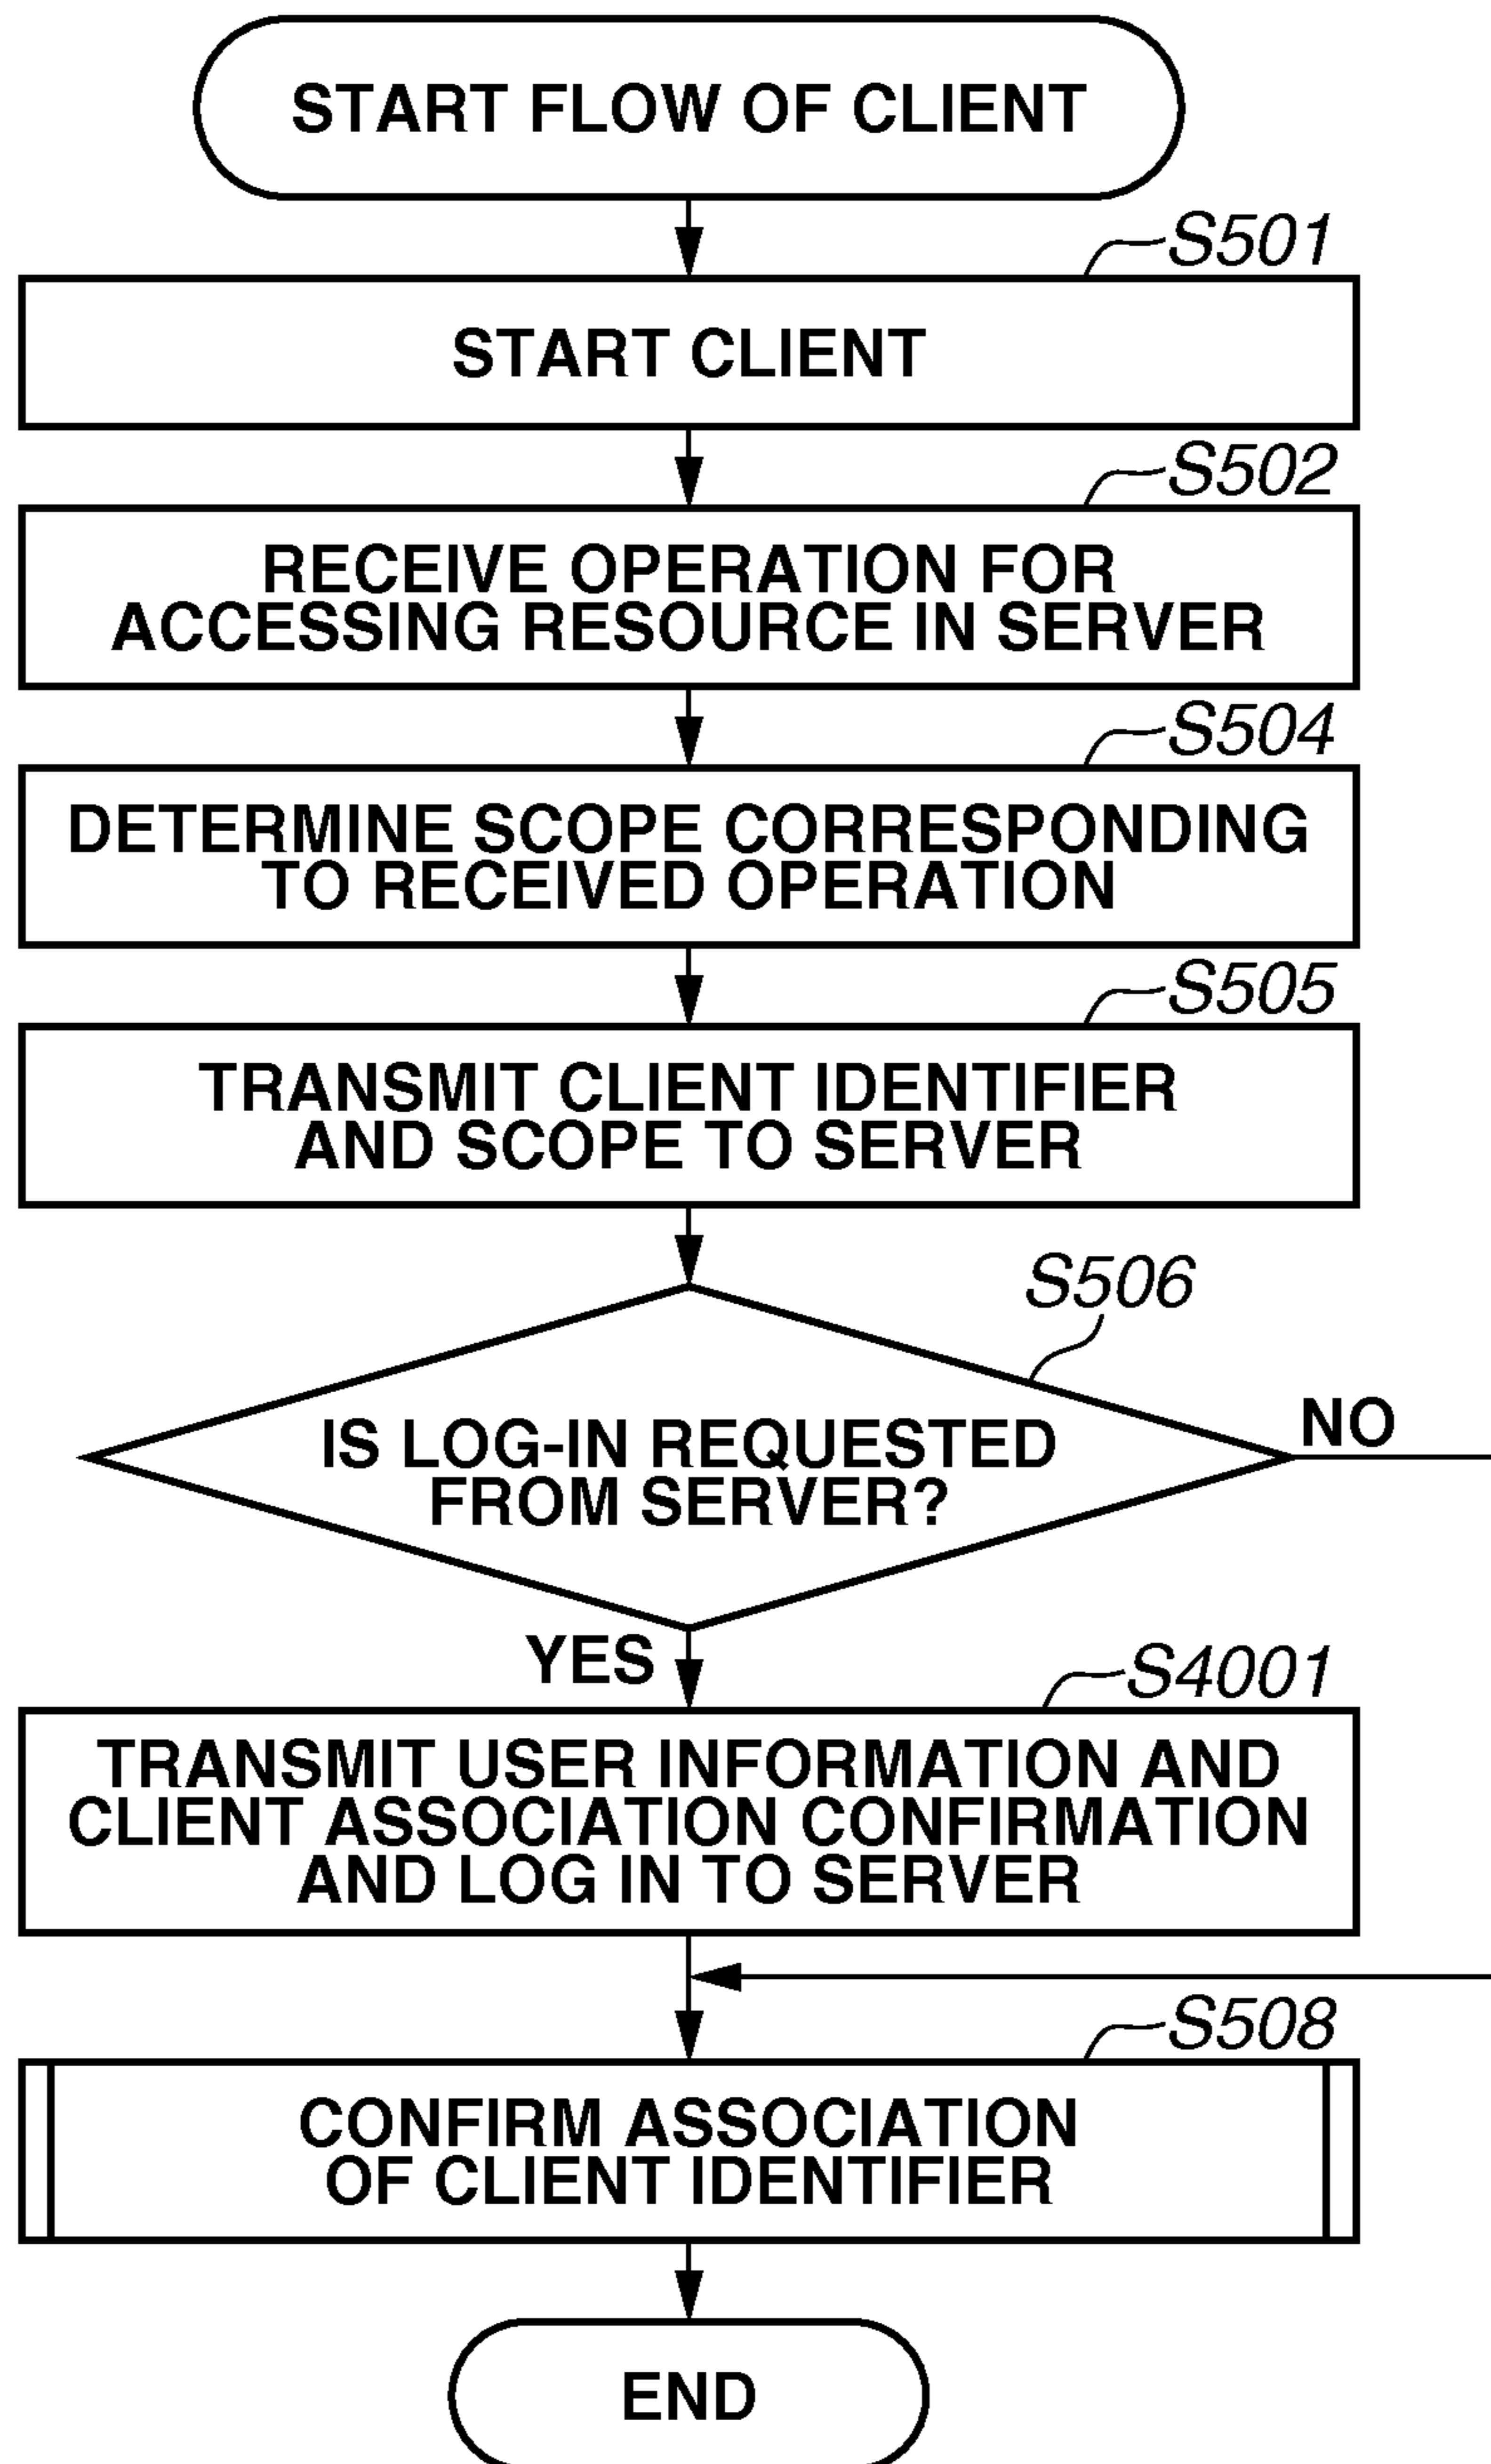 START FLOW OF CLIENT
S501
START CLIENT
S502
RECEIVE OPERATION FOR
ACCESSING RESOURCE IN SERVER
S504
DETERMINE SCOPE CORRESPONDING
TO RECEIVED OPERATION
S505
TRANSMIT CLIENT IDENTIFIER
AND SCOPE TO SERVER
S506
IS LOG-IN REQUESTED
FROM SERVER?
NO
YES
S4001
TRANSMIT USER INFORMATION AND
CLIENT ASSOCIATION CONFIRMATION
AND LOG IN TO SERVER
S508
CONFIRM ASSOCIATION
OF CLIENT IDENTIFIER
END